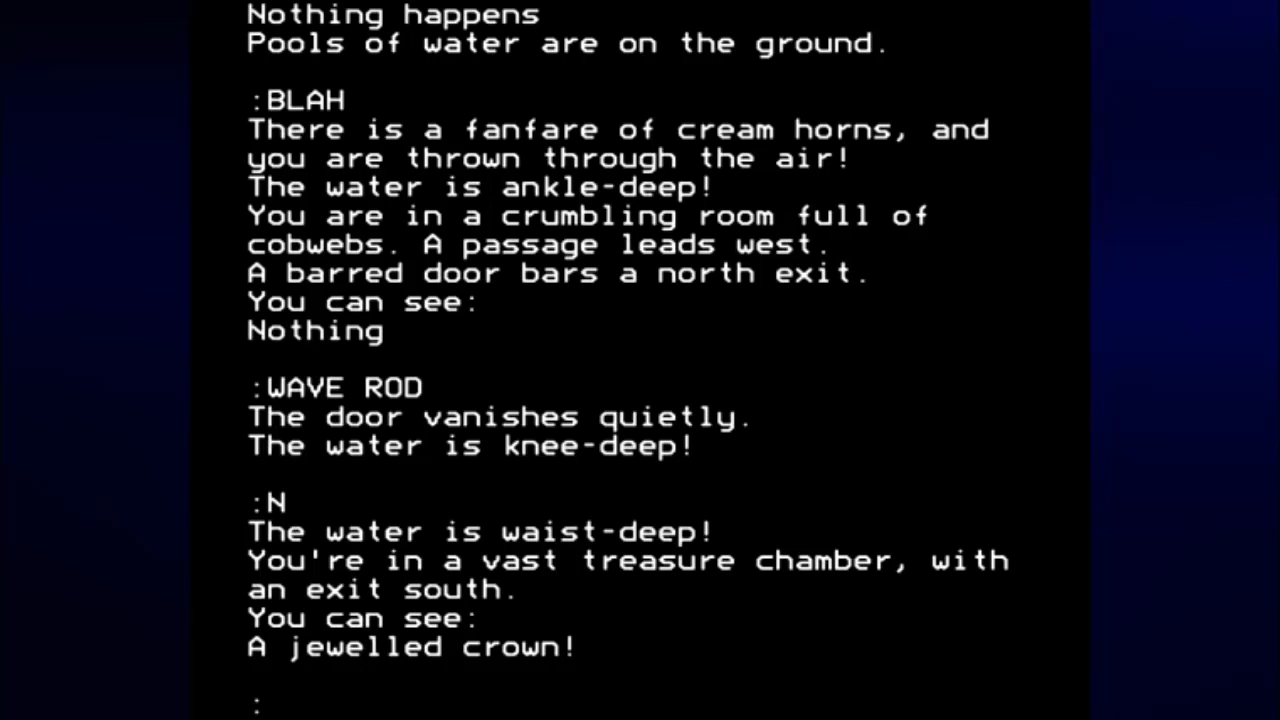 Nothing happens
Pools of water are on the ground.
:BLAH
There is a fanfare of cream horns, and
you are thrown through the air!
The water is ankle-deep!
You are in a crumbling room full of
cobwebs. A passage leads west.
A barred door bars a north exit.
You can see:
Nothing
:WAVE ROD
The door vanishes quietly.
The water is knee-deep!
:N
The water is waist-deep!
You're in a vast treasure chamber, with
an exit south.
You can see:
A jewelled crown!
: